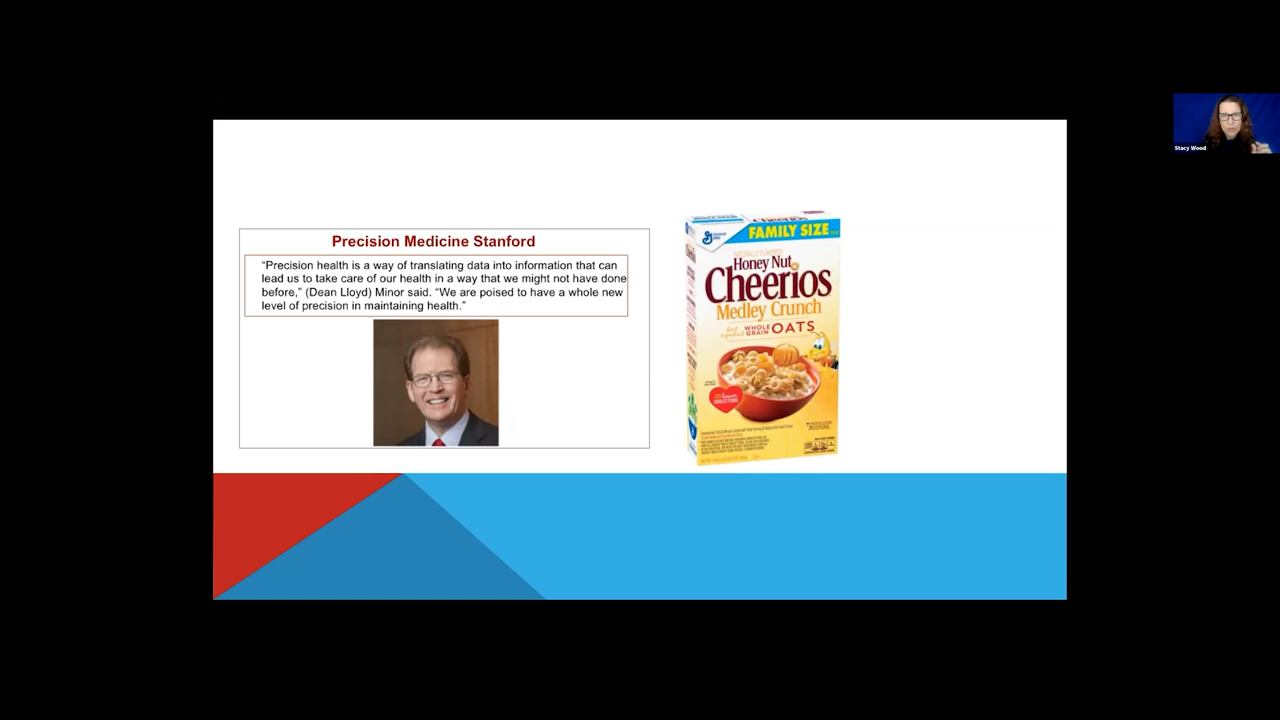 Stacy Wood
Precision Medicine Stanford
“Precision health is a way of translating data into information that can
lead us to take care of our health in a way that we might not have done
before,” (Dean Lloyd) Minor said. “We are poised to have a whole new
level of precision in maintaining health.”
FAMILY SIZE
Honey Nut
Cheerios
Medley Crunch
WHOLE
GRAIN OATS